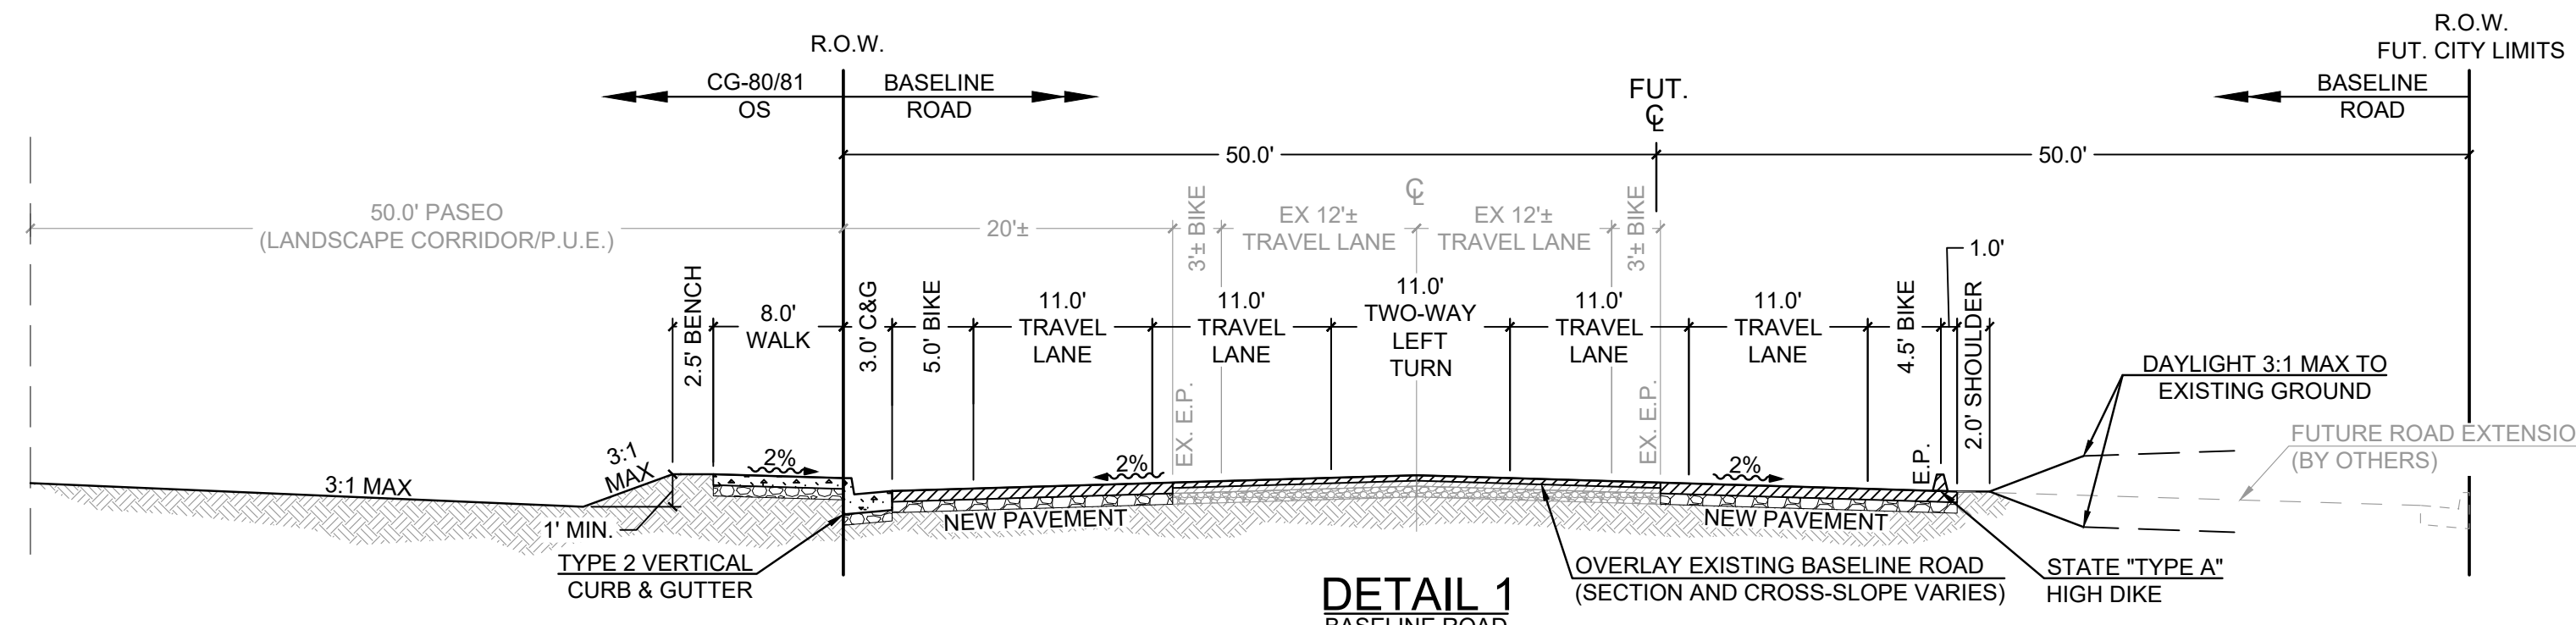 R.O.W.
R.O.W.
FUT. CITY LIMITS
CG-80/81
OS
BASELINE
ROAD
FUT.
℄
BASELINE
ROAD
50.0'
50.0'
50.0' PASEO
(LANDSCAPE CORRIDOR/P.U.E.)
20'±
3'± BIKE
EX 12'±
TRAVEL LANE
℄
EX 12'±
TRAVEL LANE
3'± BIKE
1.0'
2.5' BENCH
8.0'
WALK
3.0' C&G
5.0' BIKE
11.0'
TRAVEL
LANE
11.0'
TRAVEL
LANE
11.0'
TWO-WAY
LEFT
TURN
11.0'
TRAVEL
LANE
11.0'
TRAVEL
LANE
4.5' BIKE
2.0' SHOULDER
EX. E.P.
EX. E.P.
E.P.
DAYLIGHT 3:1 MAX TO
EXISTING GROUND
FUTURE ROAD EXTENSIO
(BY OTHERS)
3:1 MAX
3:1
MAX
2%
2%
2%
1' MIN.
NEW PAVEMENT
NEW PAVEMENT
TYPE 2 VERTICAL
CURB & GUTTER
OVERLAY EXISTING BASELINE ROAD
(SECTION AND CROSS-SLOPE VARIES)
STATE "TYPE A"
HIGH DIKE
DETAIL 1
BASELINE ROAD